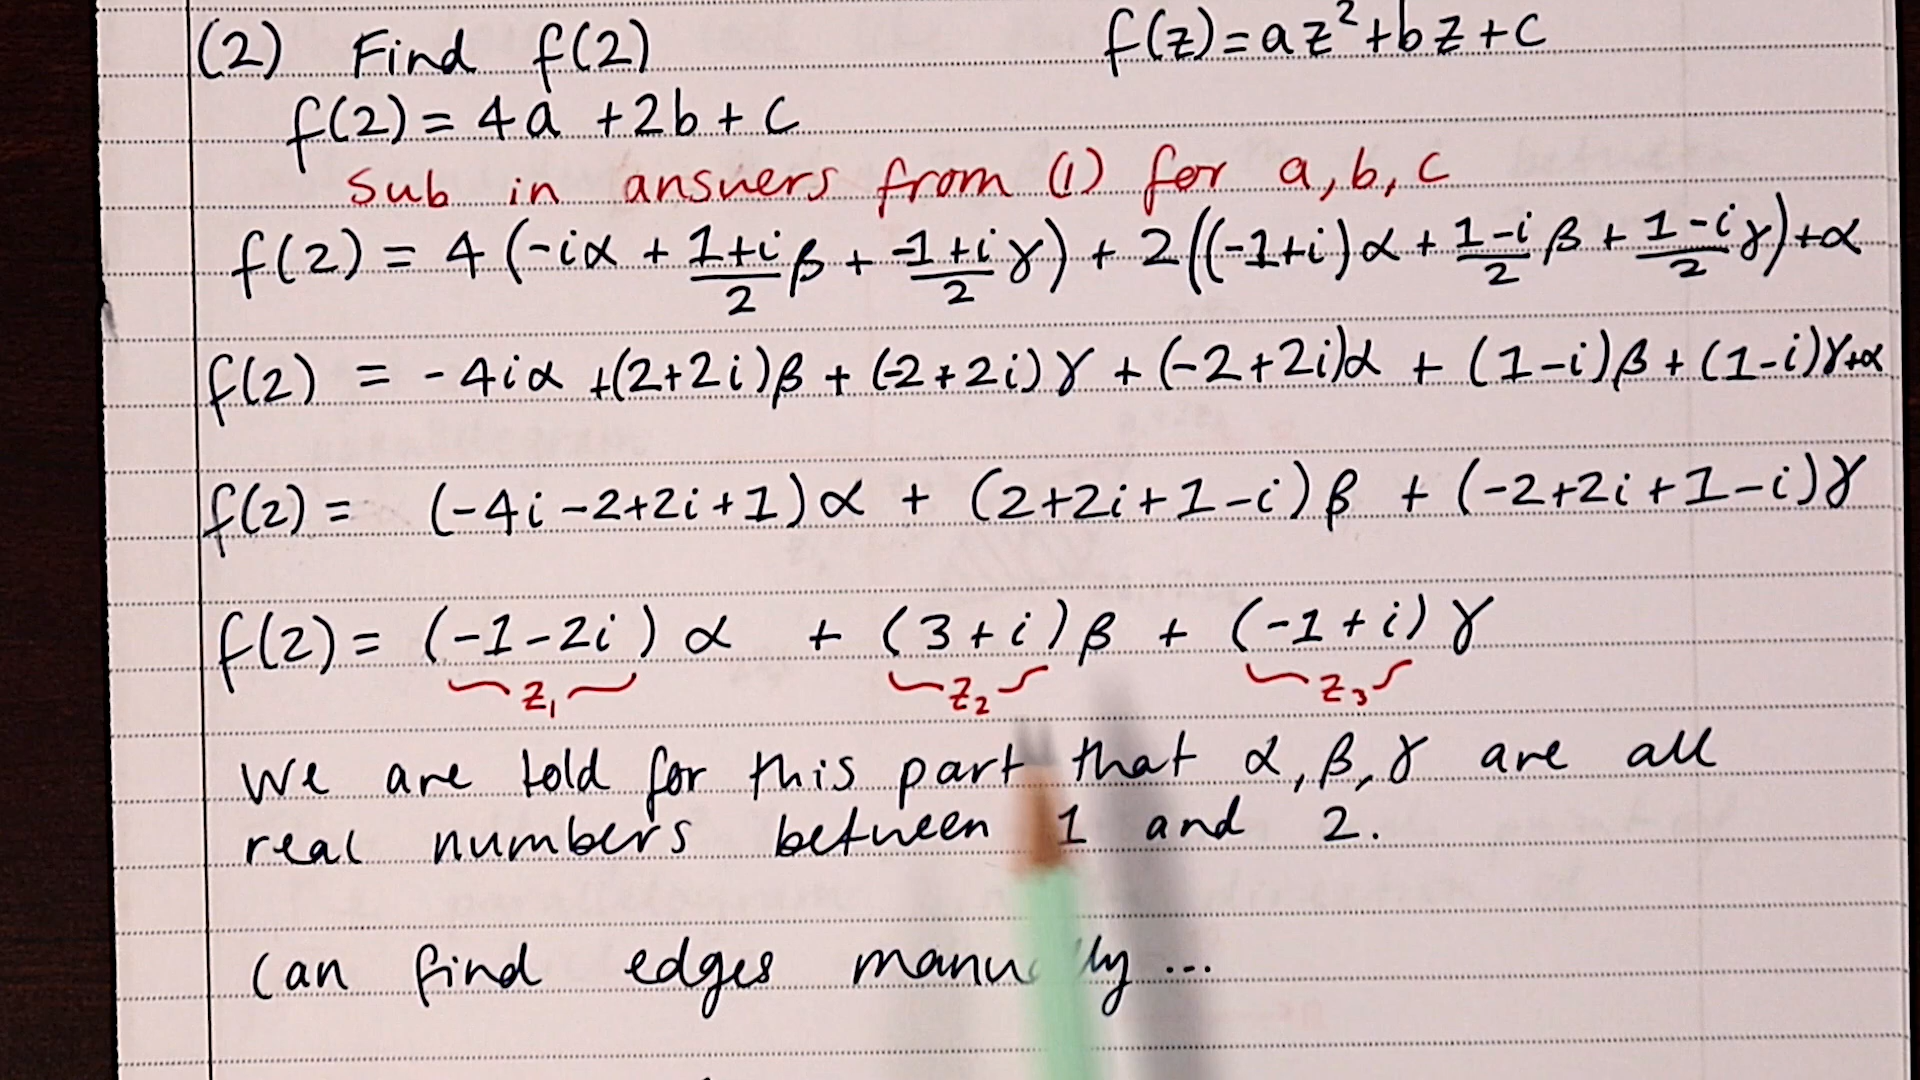 (2) Find f(2) f(z)=az²+bz+c
f(2)= 4a +2b+c
Sub in answers from (1) for a,b,c
f(2) = 4(-iα + 1+i/2 β + -1+i/2 γ) + 2((-1+i)α + 1-i/2 β + 1-i/2 γ)+α
f(2) = -4iα +(2+2i)β + (-2+2i)γ + (-2+2i)α + (1-i)β + (1-i)γ+α
f(2)= (-4i-2+2i+1)α + (2+2i+1-i)β + (-2+2i+1-i)γ
f(2)= (-1-2i)α + (3+i)β + (-1+i)γ
z₁ z₂ z₃
We are told for this part that α,β,γ are all
real numbers between 1 and 2.
Can find edges ...